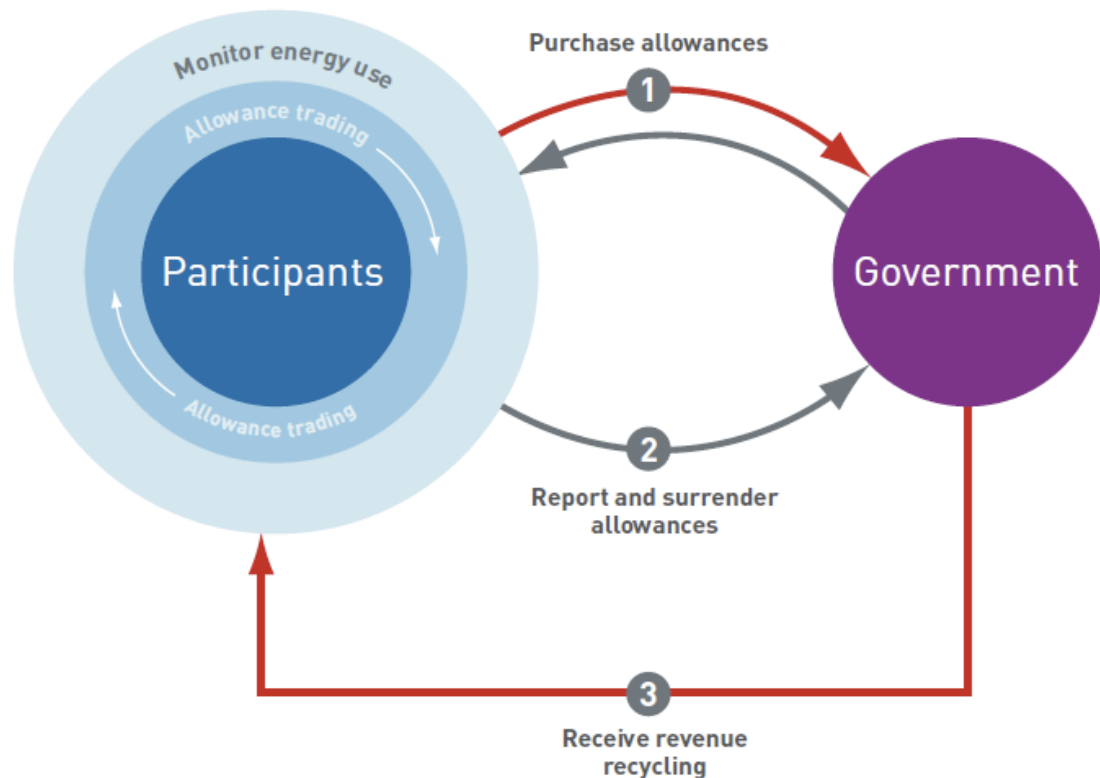 Purchase allowances
1
Monitor energy use
Allowance trading
Participants
Government
Allowance trading
2
Report and surrender
allowances
3
Receive revenue
recycling